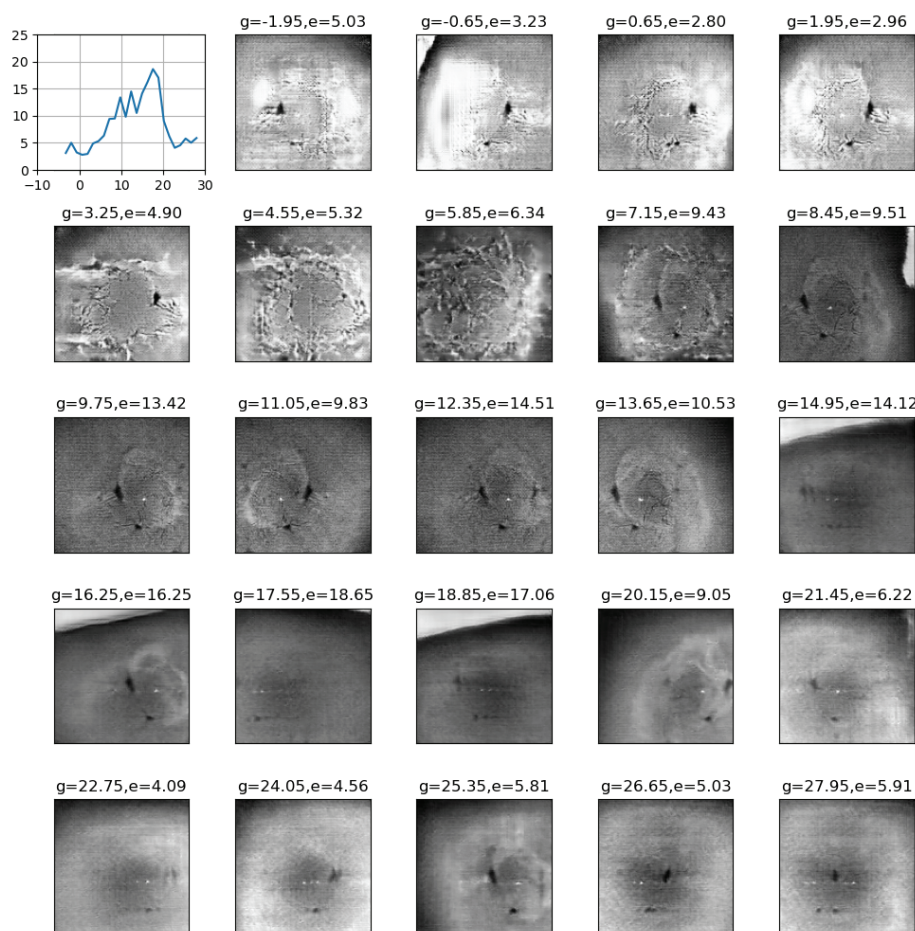 g=-1.95,e=5.03 g=-0.65,e=3.23 g=0.65,e=2.80 g=1.95,e=2.96
25
20
15
10
5
0
-10 0 10 20 30
g=3.25,e=4.90 g=4.55,e=5.32 g=5.85,e=6.34 g=7.15,e=9.43 g=8.45,e=9.51
g=9.75,e=13.42 g=11.05,e=9.83 g=12.35,e=14.51 g=13.65,e=10.53 g=14.95,e=14.12
g=16.25,e=16.25 g=17.55,e=18.65 g=18.85,e=17.06 g=20.15,e=9.05 g=21.45,e=6.22
g=22.75,e=4.09 g=24.05,e=4.56 g=25.35,e=5.81 g=26.65,e=5.03 g=27.95,e=5.91